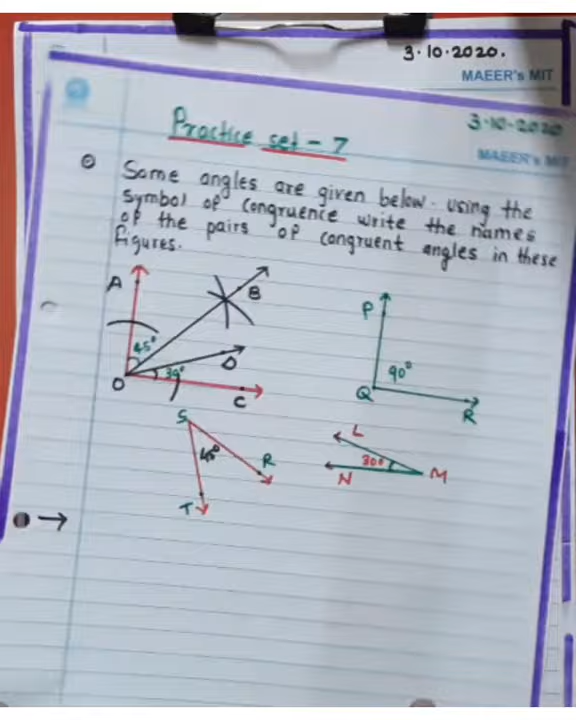 3.10.2020.
MAEER's MIT
3.10.2020
MAEER's MIT
Practice set - 7
Some angles are given below. using the
symbol of congruence write the names
of the pairs of congruent angles in these
figures.
A
B
45°
D
30°
O
C
P
90°
Q
R
S
45°
R
T
L
30°
N
M